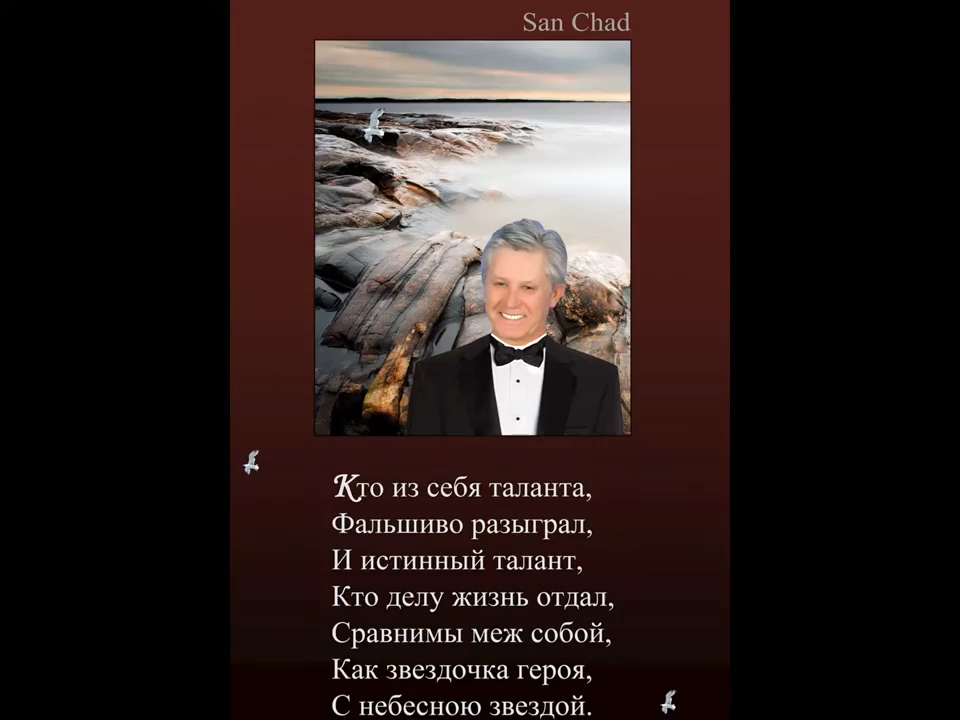 San Chad
Кто из себя таланта,
Фальшиво разыграл,
И истинный талант,
Кто делу жизнь отдал,
Сравнимы меж собой,
Как звездочка героя,
С небесною звездой.